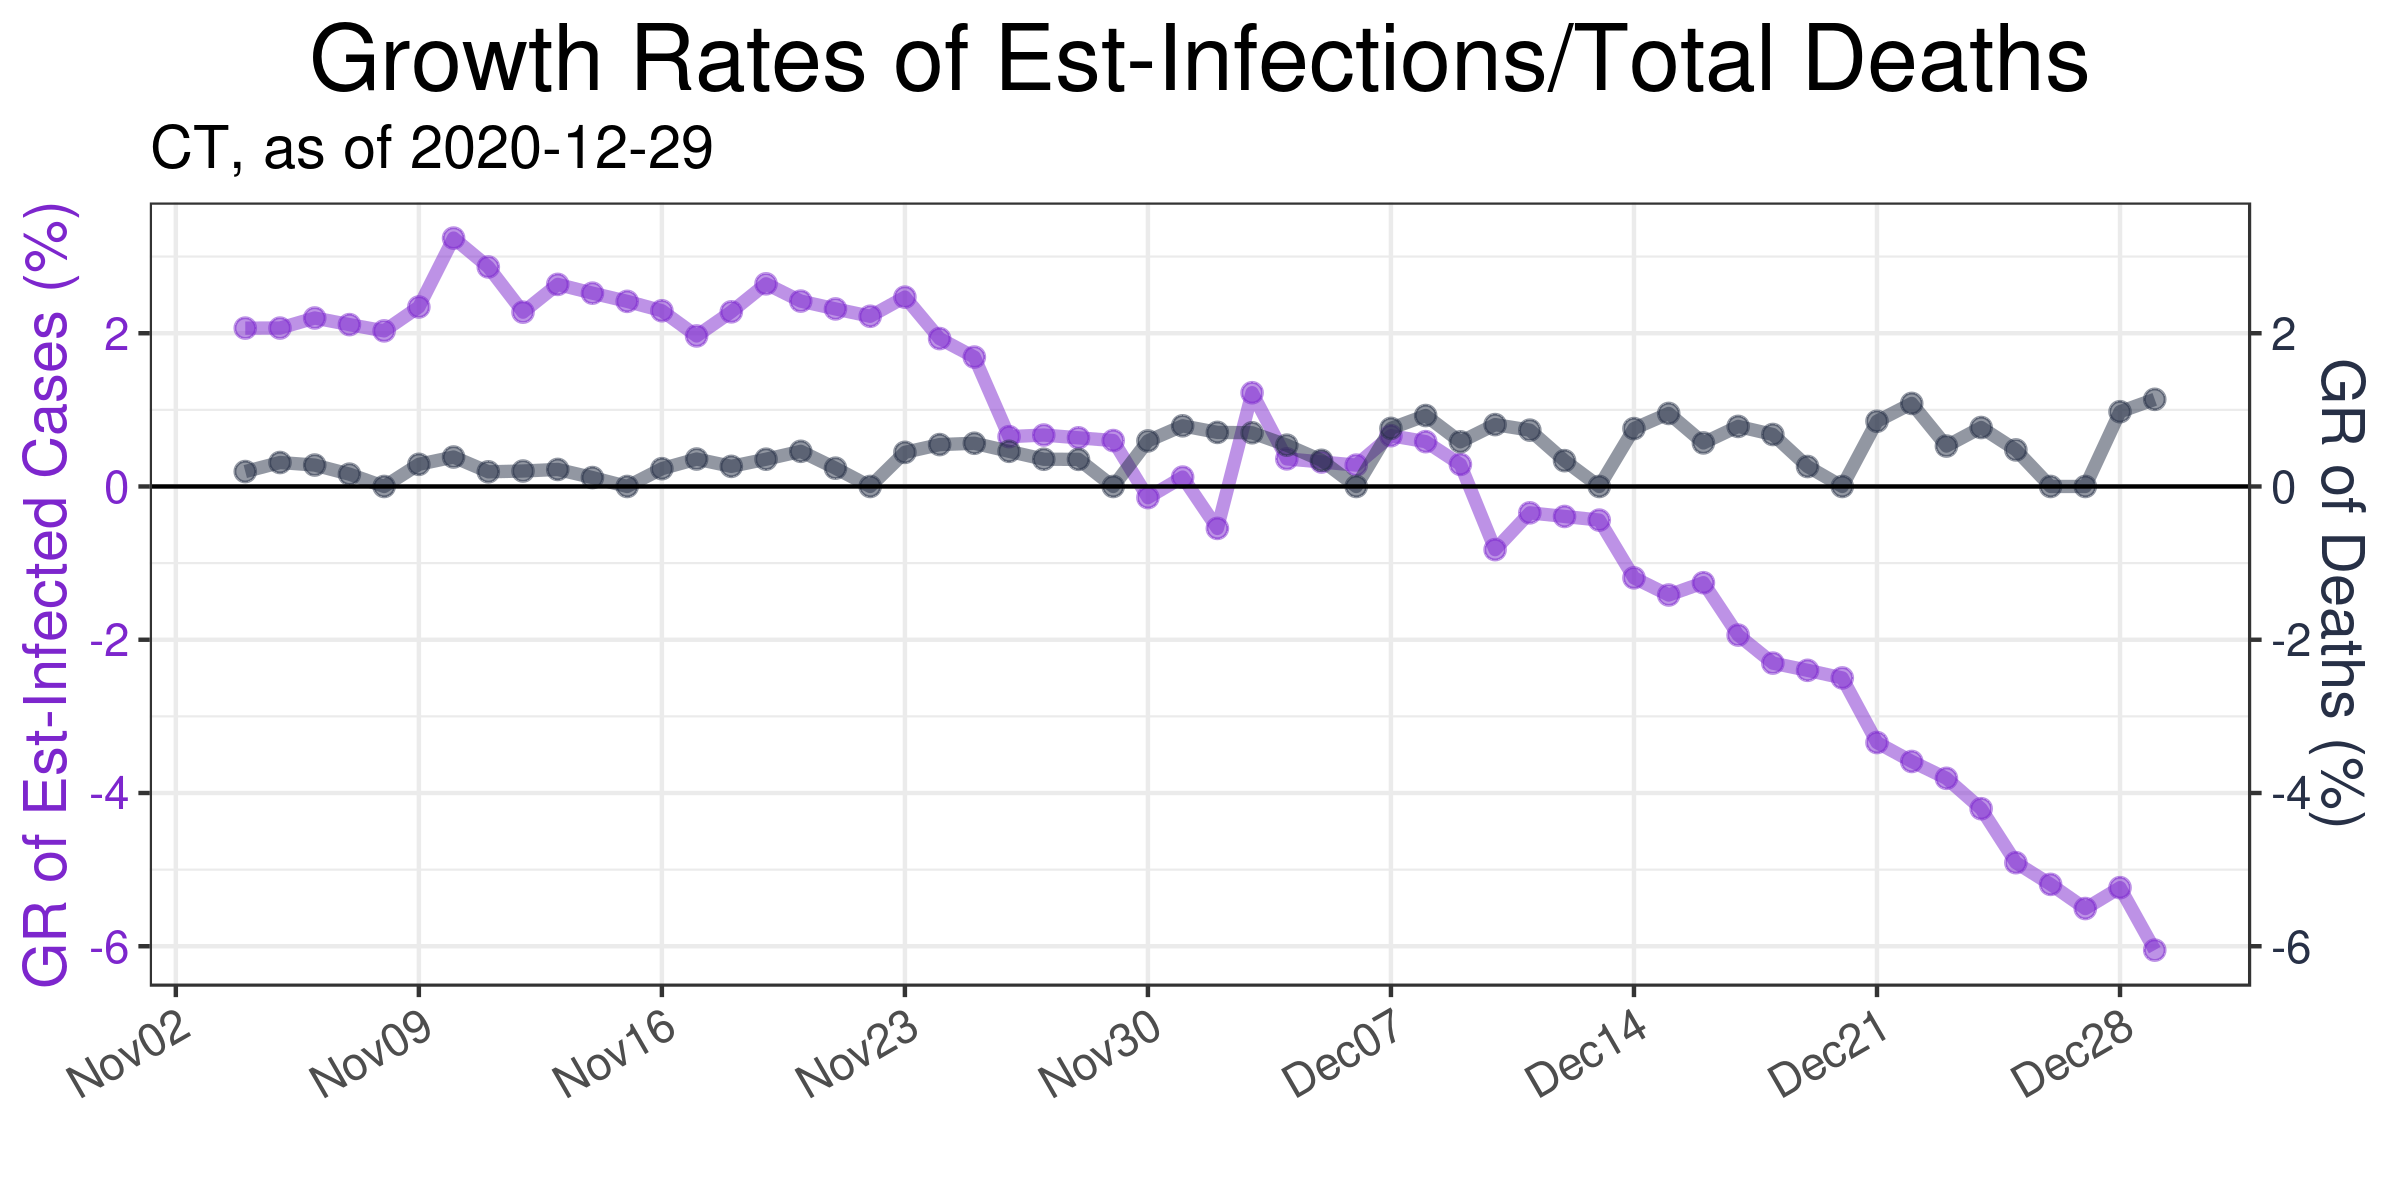 Growth Rates of Est-Infections/Total Deaths
CT, as of 2020-12-29
GR of Est-Infected Cases (%)
2
0
-2
-4
-6
2
0
-2
-4
-6
GR of Deaths (%)
Nov02
Nov09
Nov16
Nov23
Nov30
Dec07
Dec14
Dec21
Dec28